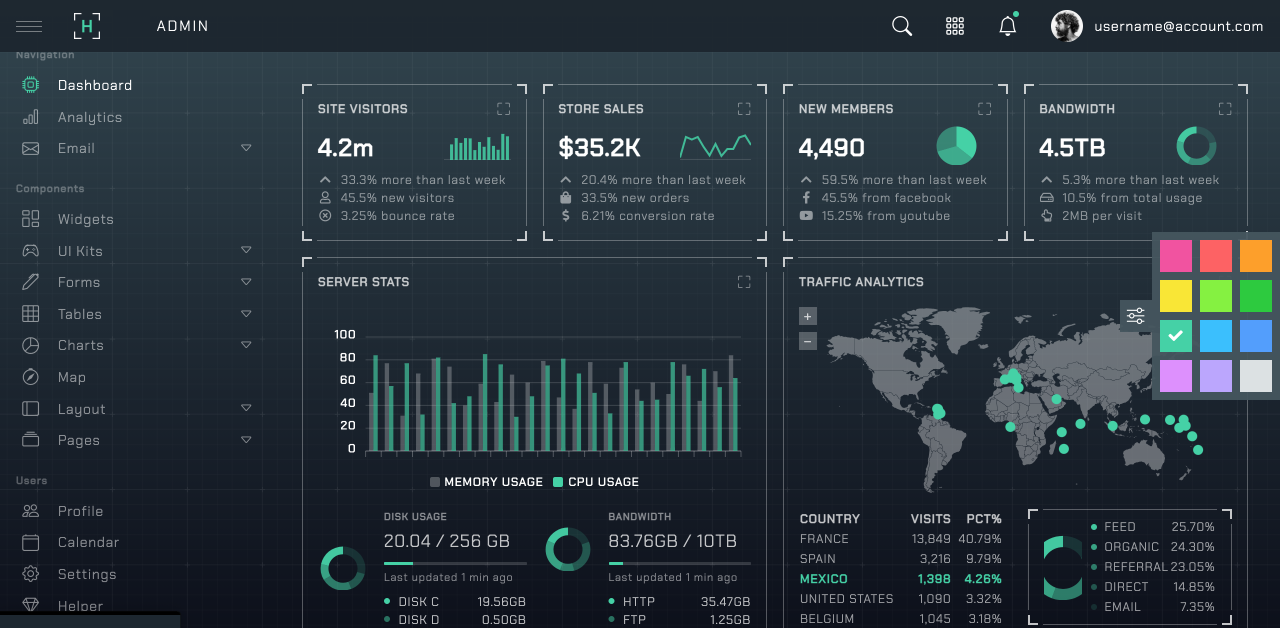 H
ADMIN
username@account.com
Navigation
Dashboard
Analytics
Email
Components
Widgets
UI Kits
Forms
Tables
Charts
Map
Layout
Pages
Users
Profile
Calendar
Settings
Helper
SITE VISITORS
4.2m
33.3% more than last week
45.5% new visitors
3.25% bounce rate
STORE SALES
$35.2K
20.4% more than last week
33.5% new orders
6.21% conversion rate
NEW MEMBERS
4,490
59.5% more than last week
45.5% from facebook
15.25% from youtube
BANDWIDTH
4.5TB
5.3% more than last week
10.5% from total usage
2MB per visit
SERVER STATS
100
80
60
40
20
0
MEMORY USAGE CPU USAGE
DISK USAGE
20.04 / 256 GB
Last updated 1 min ago
DISK C 19.56GB
DISK D 0.50GB
BANDWIDTH
83.76GB / 10TB
Last updated 1 min ago
HTTP 35.47GB
FTP 1.25GB
TRAFFIC ANALYTICS
+
−
COUNTRY VISITS PCT%
FRANCE 13,849 40.79%
SPAIN 3,216 9.79%
MEXICO 1,398 4.26%
UNITED STATES 1,090 3.32%
BELGIUM 1,045 3.18%
FEED 25.70%
ORGANIC 24.30%
REFERRAL 23.05%
DIRECT 14.85%
EMAIL 7.35%